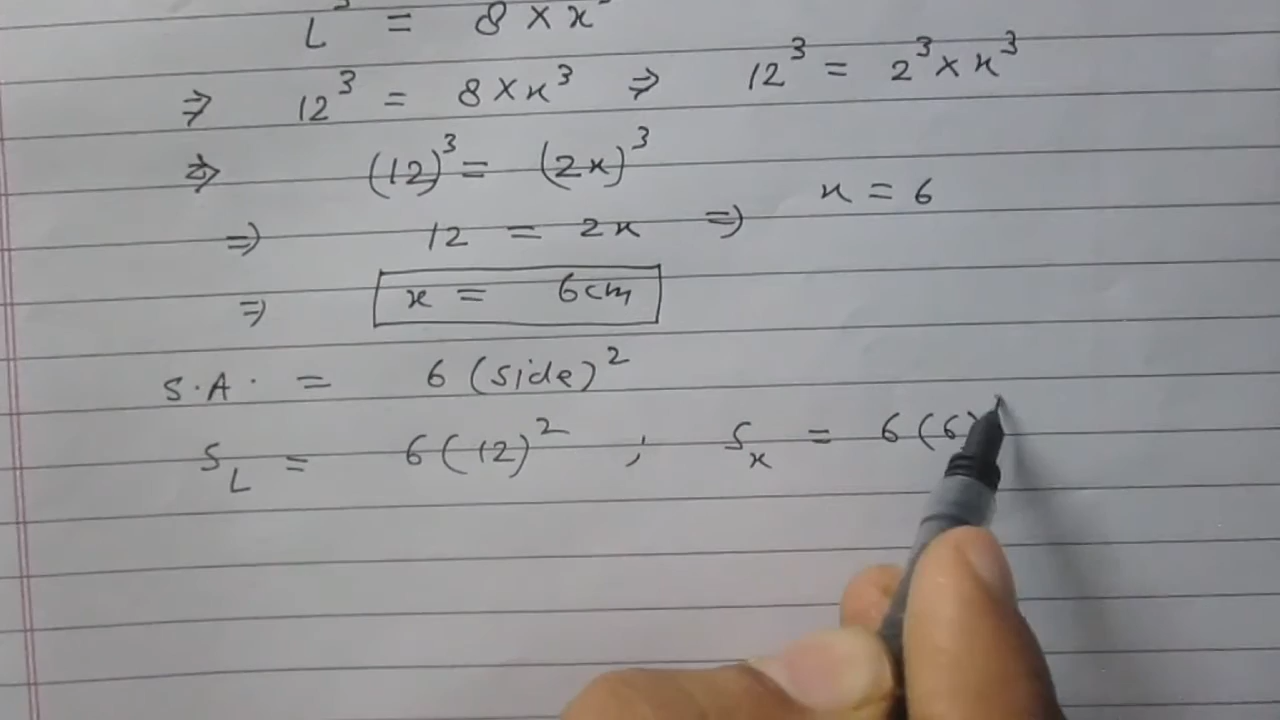 L³ = 8 × x³
⇒ 12³ = 8 × x³ ⇒ 12³ = 2³ × x³
⇒ (12)³ = (2x)³
⇒ 12 = 2x ⇒ x = 6
⇒ x = 6cm
S.A. = 6 (side)²
S_L = 6(12)² ; S_x = 6(6)